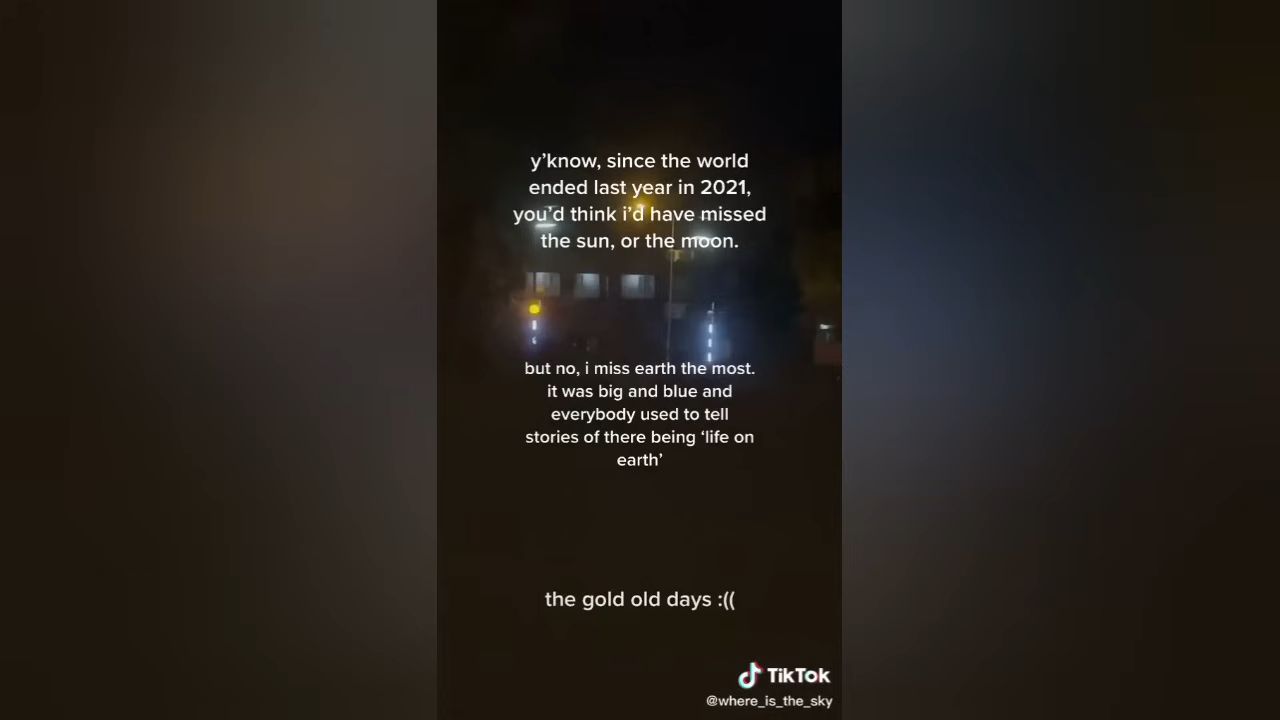 y’know, since the world
ended last year in 2021,
you’d think i’d have missed
the sun, or the moon.
but no, i miss earth the most.
it was big and blue and
everybody used to tell
stories of there being ‘life on
earth’
the gold old days :((
TikTok
@where_is_the_sky